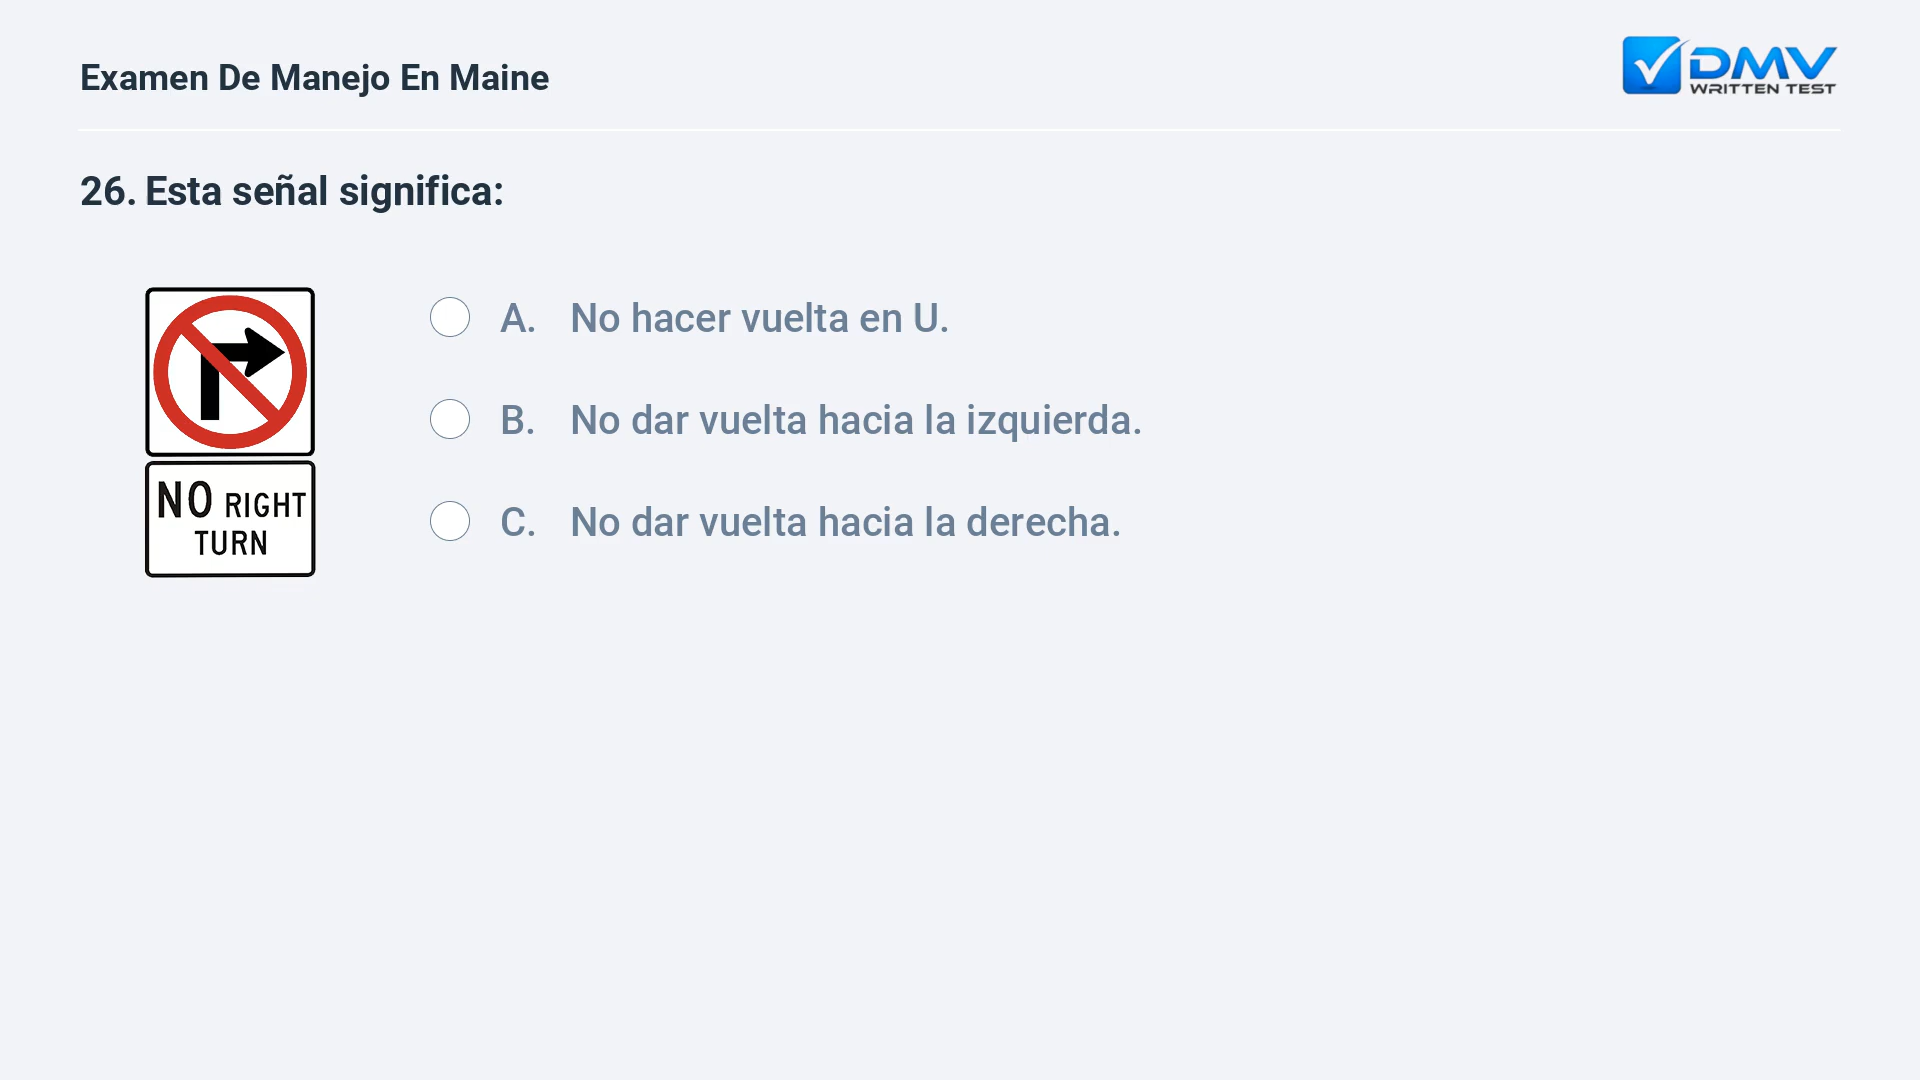 Examen De Manejo En Maine
DMV
WRITTEN TEST
26. Esta señal significa:
NO RIGHT
TURN
A. No hacer vuelta en U.
B. No dar vuelta hacia la izquierda.
C. No dar vuelta hacia la derecha.